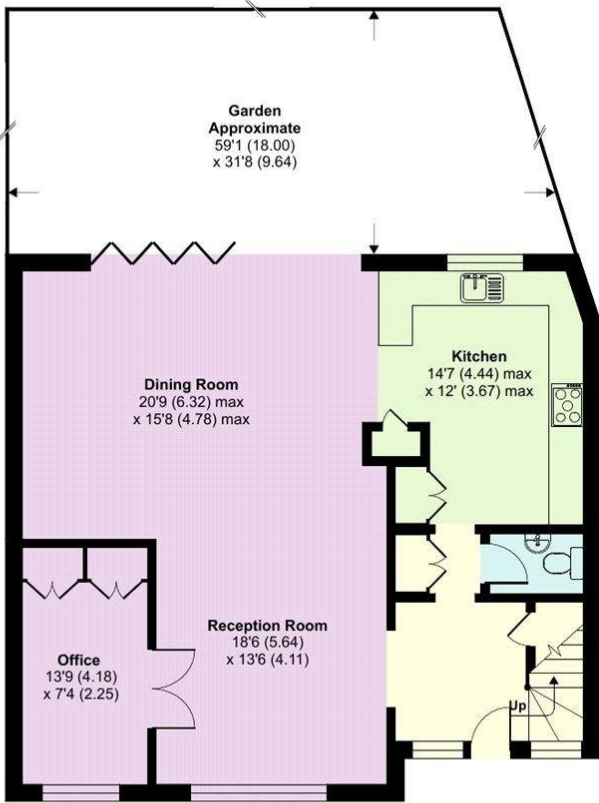 Garden
Approximate
59'1 (18.00)
x 31'8 (9.64)
Dining Room
20'9 (6.32) max
x 15'8 (4.78) max
Kitchen
14'7 (4.44) max
x 12' (3.67) max
Reception Room
18'6 (5.64)
x 13'6 (4.11)
Office
13'9 (4.18)
x 7'4 (2.25)
Up